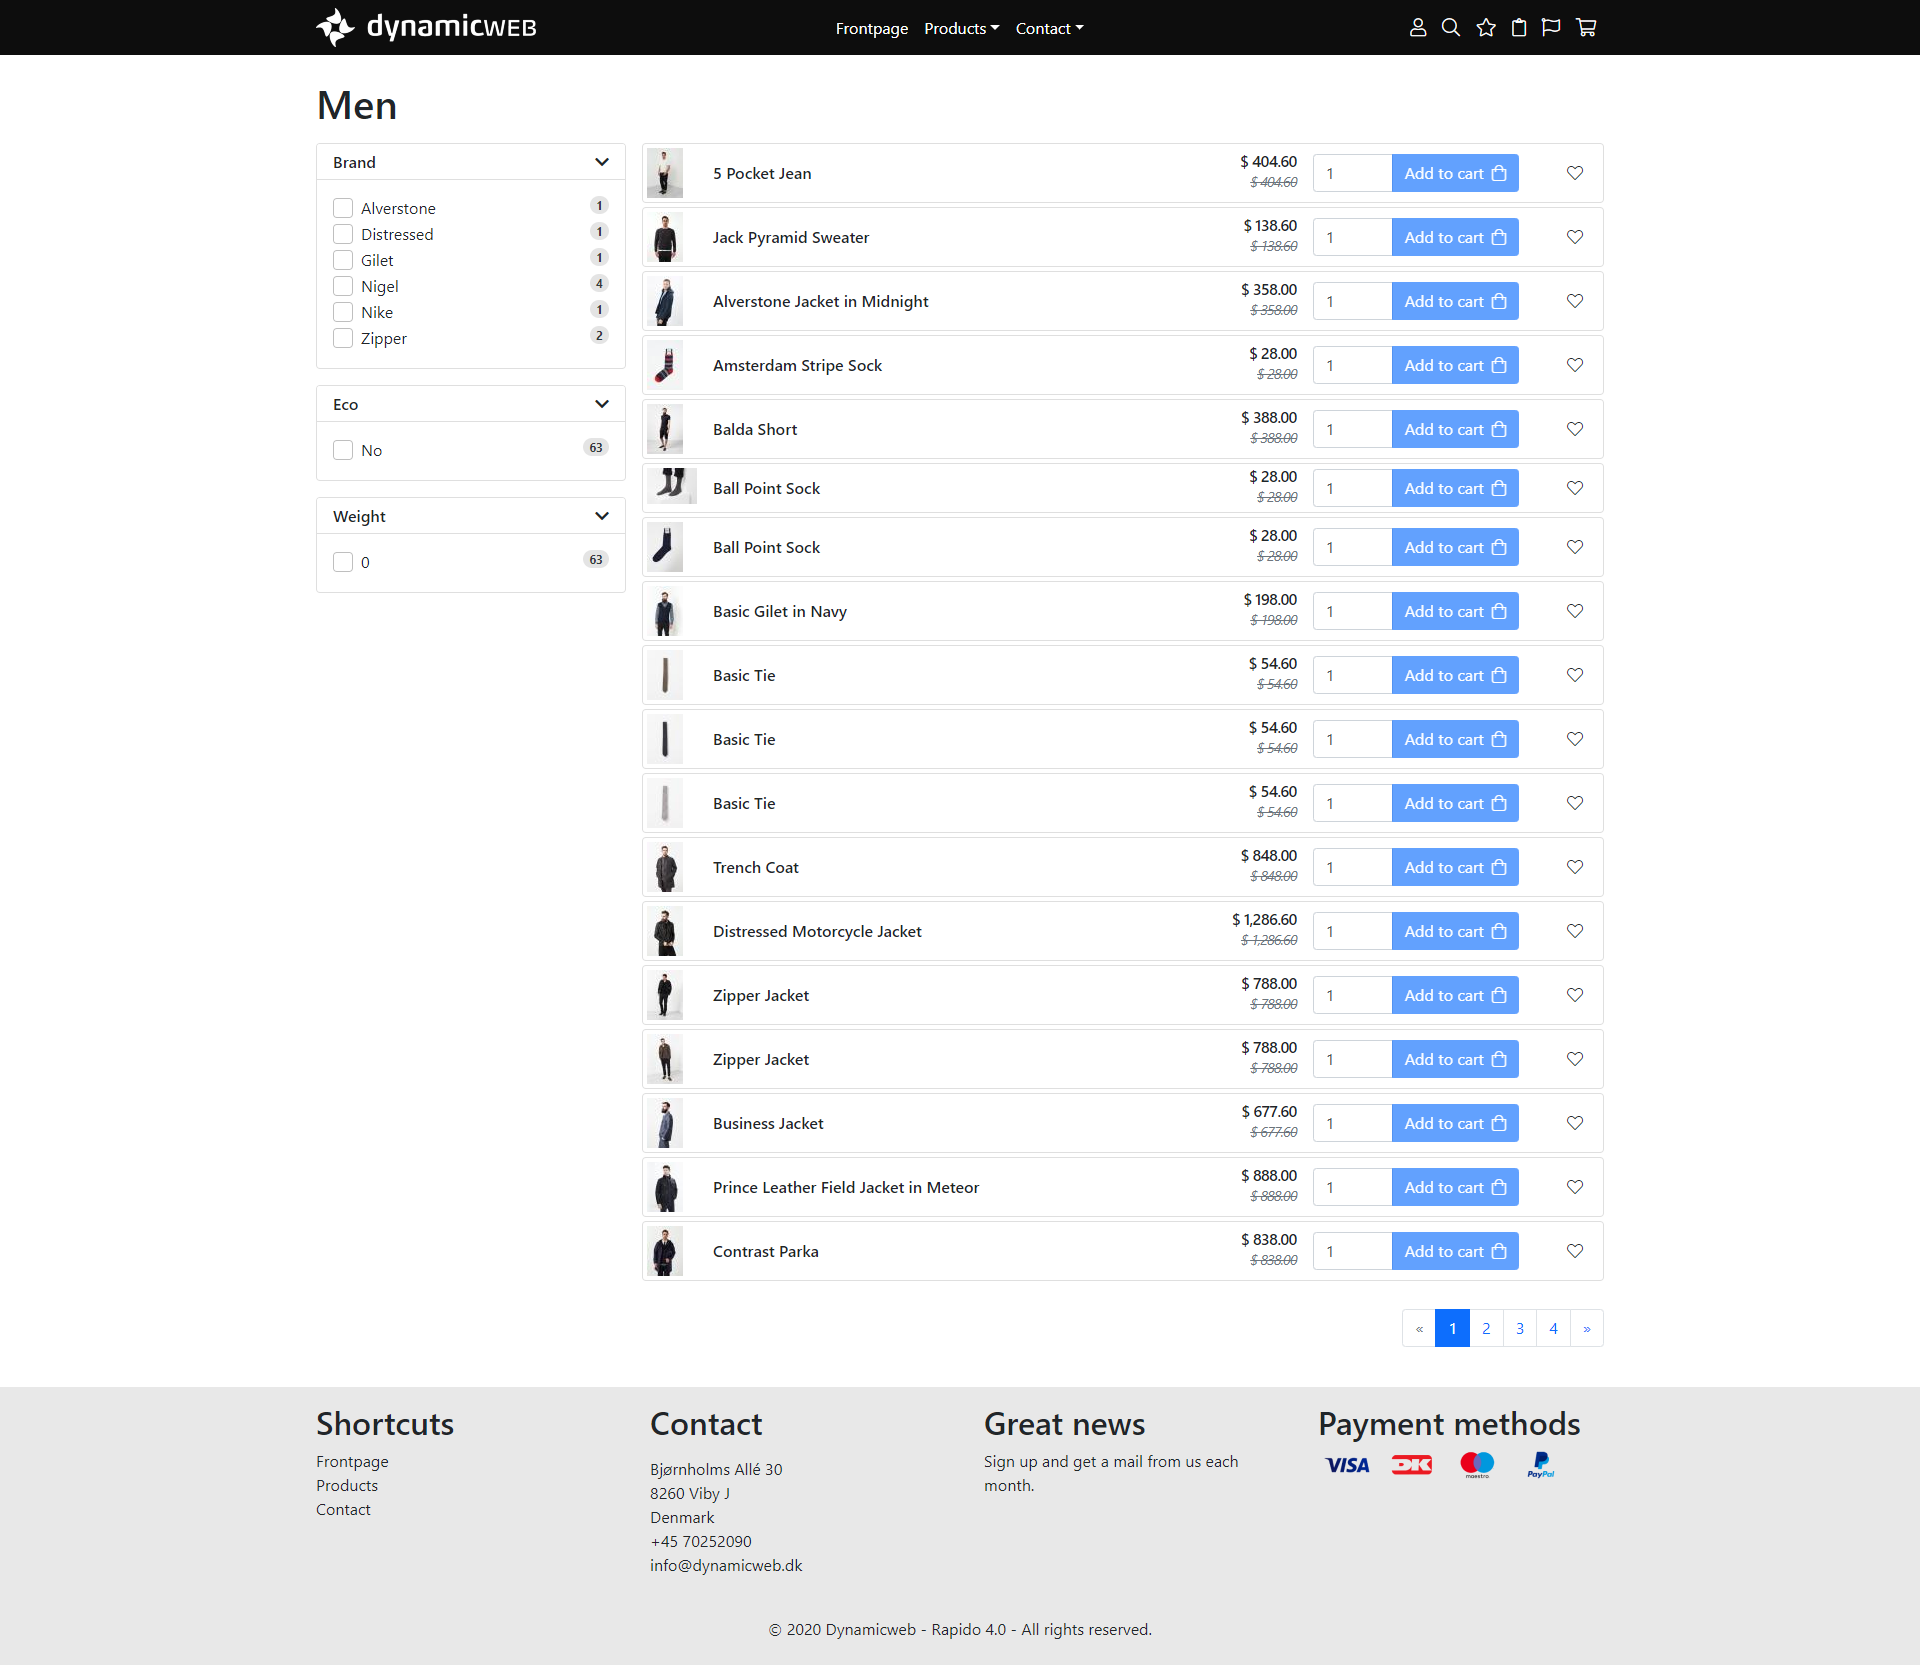 dynamicWEB
Frontpage Products Contact
Men
Brand
Alverstone 1
Distressed 1
Gilet 1
Nigel 4
Nike 1
Zipper 2
Eco
No 63
Weight
0 63
5 Pocket Jean $ 404.60 $ 404.60 1 Add to cart
Jack Pyramid Sweater $ 138.60 $ 138.60 1 Add to cart
Alverstone Jacket in Midnight $ 358.00 $ 358.00 1 Add to cart
Amsterdam Stripe Sock $ 28.00 $ 28.00 1 Add to cart
Balda Short $ 388.00 $ 388.00 1 Add to cart
Ball Point Sock $ 28.00 $ 28.00 1 Add to cart
Ball Point Sock $ 28.00 $ 28.00 1 Add to cart
Basic Gilet in Navy $ 198.00 $ 198.00 1 Add to cart
Basic Tie $ 54.60 $ 54.60 1 Add to cart
Basic Tie $ 54.60 $ 54.60 1 Add to cart
Basic Tie $ 54.60 $ 54.60 1 Add to cart
Trench Coat $ 848.00 $ 848.00 1 Add to cart
Distressed Motorcycle Jacket $ 1,286.60 $ 1,286.60 1 Add to cart
Zipper Jacket $ 788.00 $ 788.00 1 Add to cart
Zipper Jacket $ 788.00 $ 788.00 1 Add to cart
Business Jacket $ 677.60 $ 677.60 1 Add to cart
Prince Leather Field Jacket in Meteor $ 888.00 $ 888.00 1 Add to cart
Contrast Parka $ 838.00 $ 838.00 1 Add to cart
« 1 2 3 4 »
Shortcuts
Frontpage
Products
Contact
Contact
Bjørnholms Allé 30
8260 Viby J
Denmark
+45 70252090
info@dynamicweb.dk
Great news
Sign up and get a mail from us each
month.
Payment methods
VISA DK maestro PayPal
© 2020 Dynamicweb - Rapido 4.0 - All rights reserved.